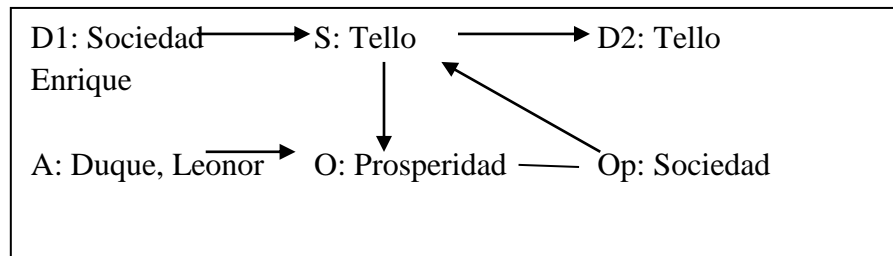 D1: Sociedad S: Tello D2: Tello
Enrique
A: Duque, Leonor O: Prosperidad Op: Sociedad